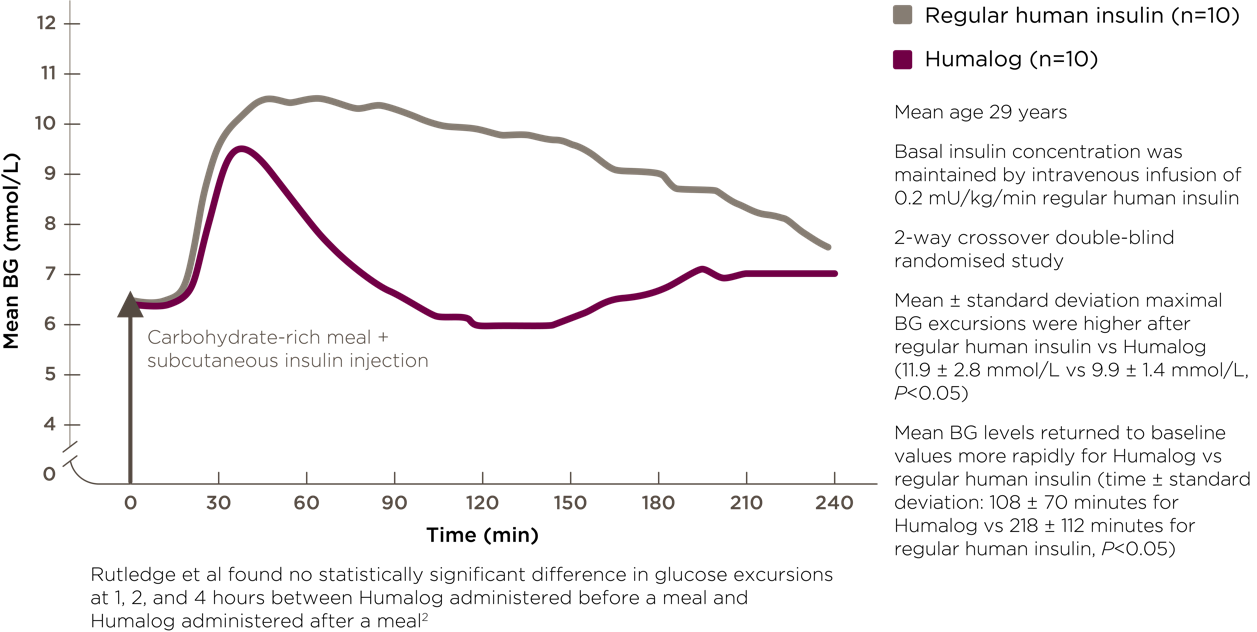 12
11
10
9
8
7
6
5
4
0
Mean BG (mmol/L)
Carbohydrate-rich meal +
subcutaneous insulin injection
0 30 60 90 120 150 180 210 240
Time (min)
Rutledge et al found no statistically significant difference in glucose excursions
at 1, 2, and 4 hours between Humalog administered before a meal and
Humalog administered after a meal²
Regular human insulin (n=10)
Humalog (n=10)
Mean age 29 years
Basal insulin concentration was
maintained by intravenous infusion of
0.2 mU/kg/min regular human insulin
2-way crossover double-blind
randomised study
Mean ± standard deviation maximal
BG excursions were higher after
regular human insulin vs Humalog
(11.9 ± 2.8 mmol/L vs 9.9 ± 1.4 mmol/L,
P<0.05)
Mean BG levels returned to baseline
values more rapidly for Humalog vs
regular human insulin (time ± standard
deviation: 108 ± 70 minutes for
Humalog vs 218 ± 112 minutes for
regular human insulin, P<0.05)